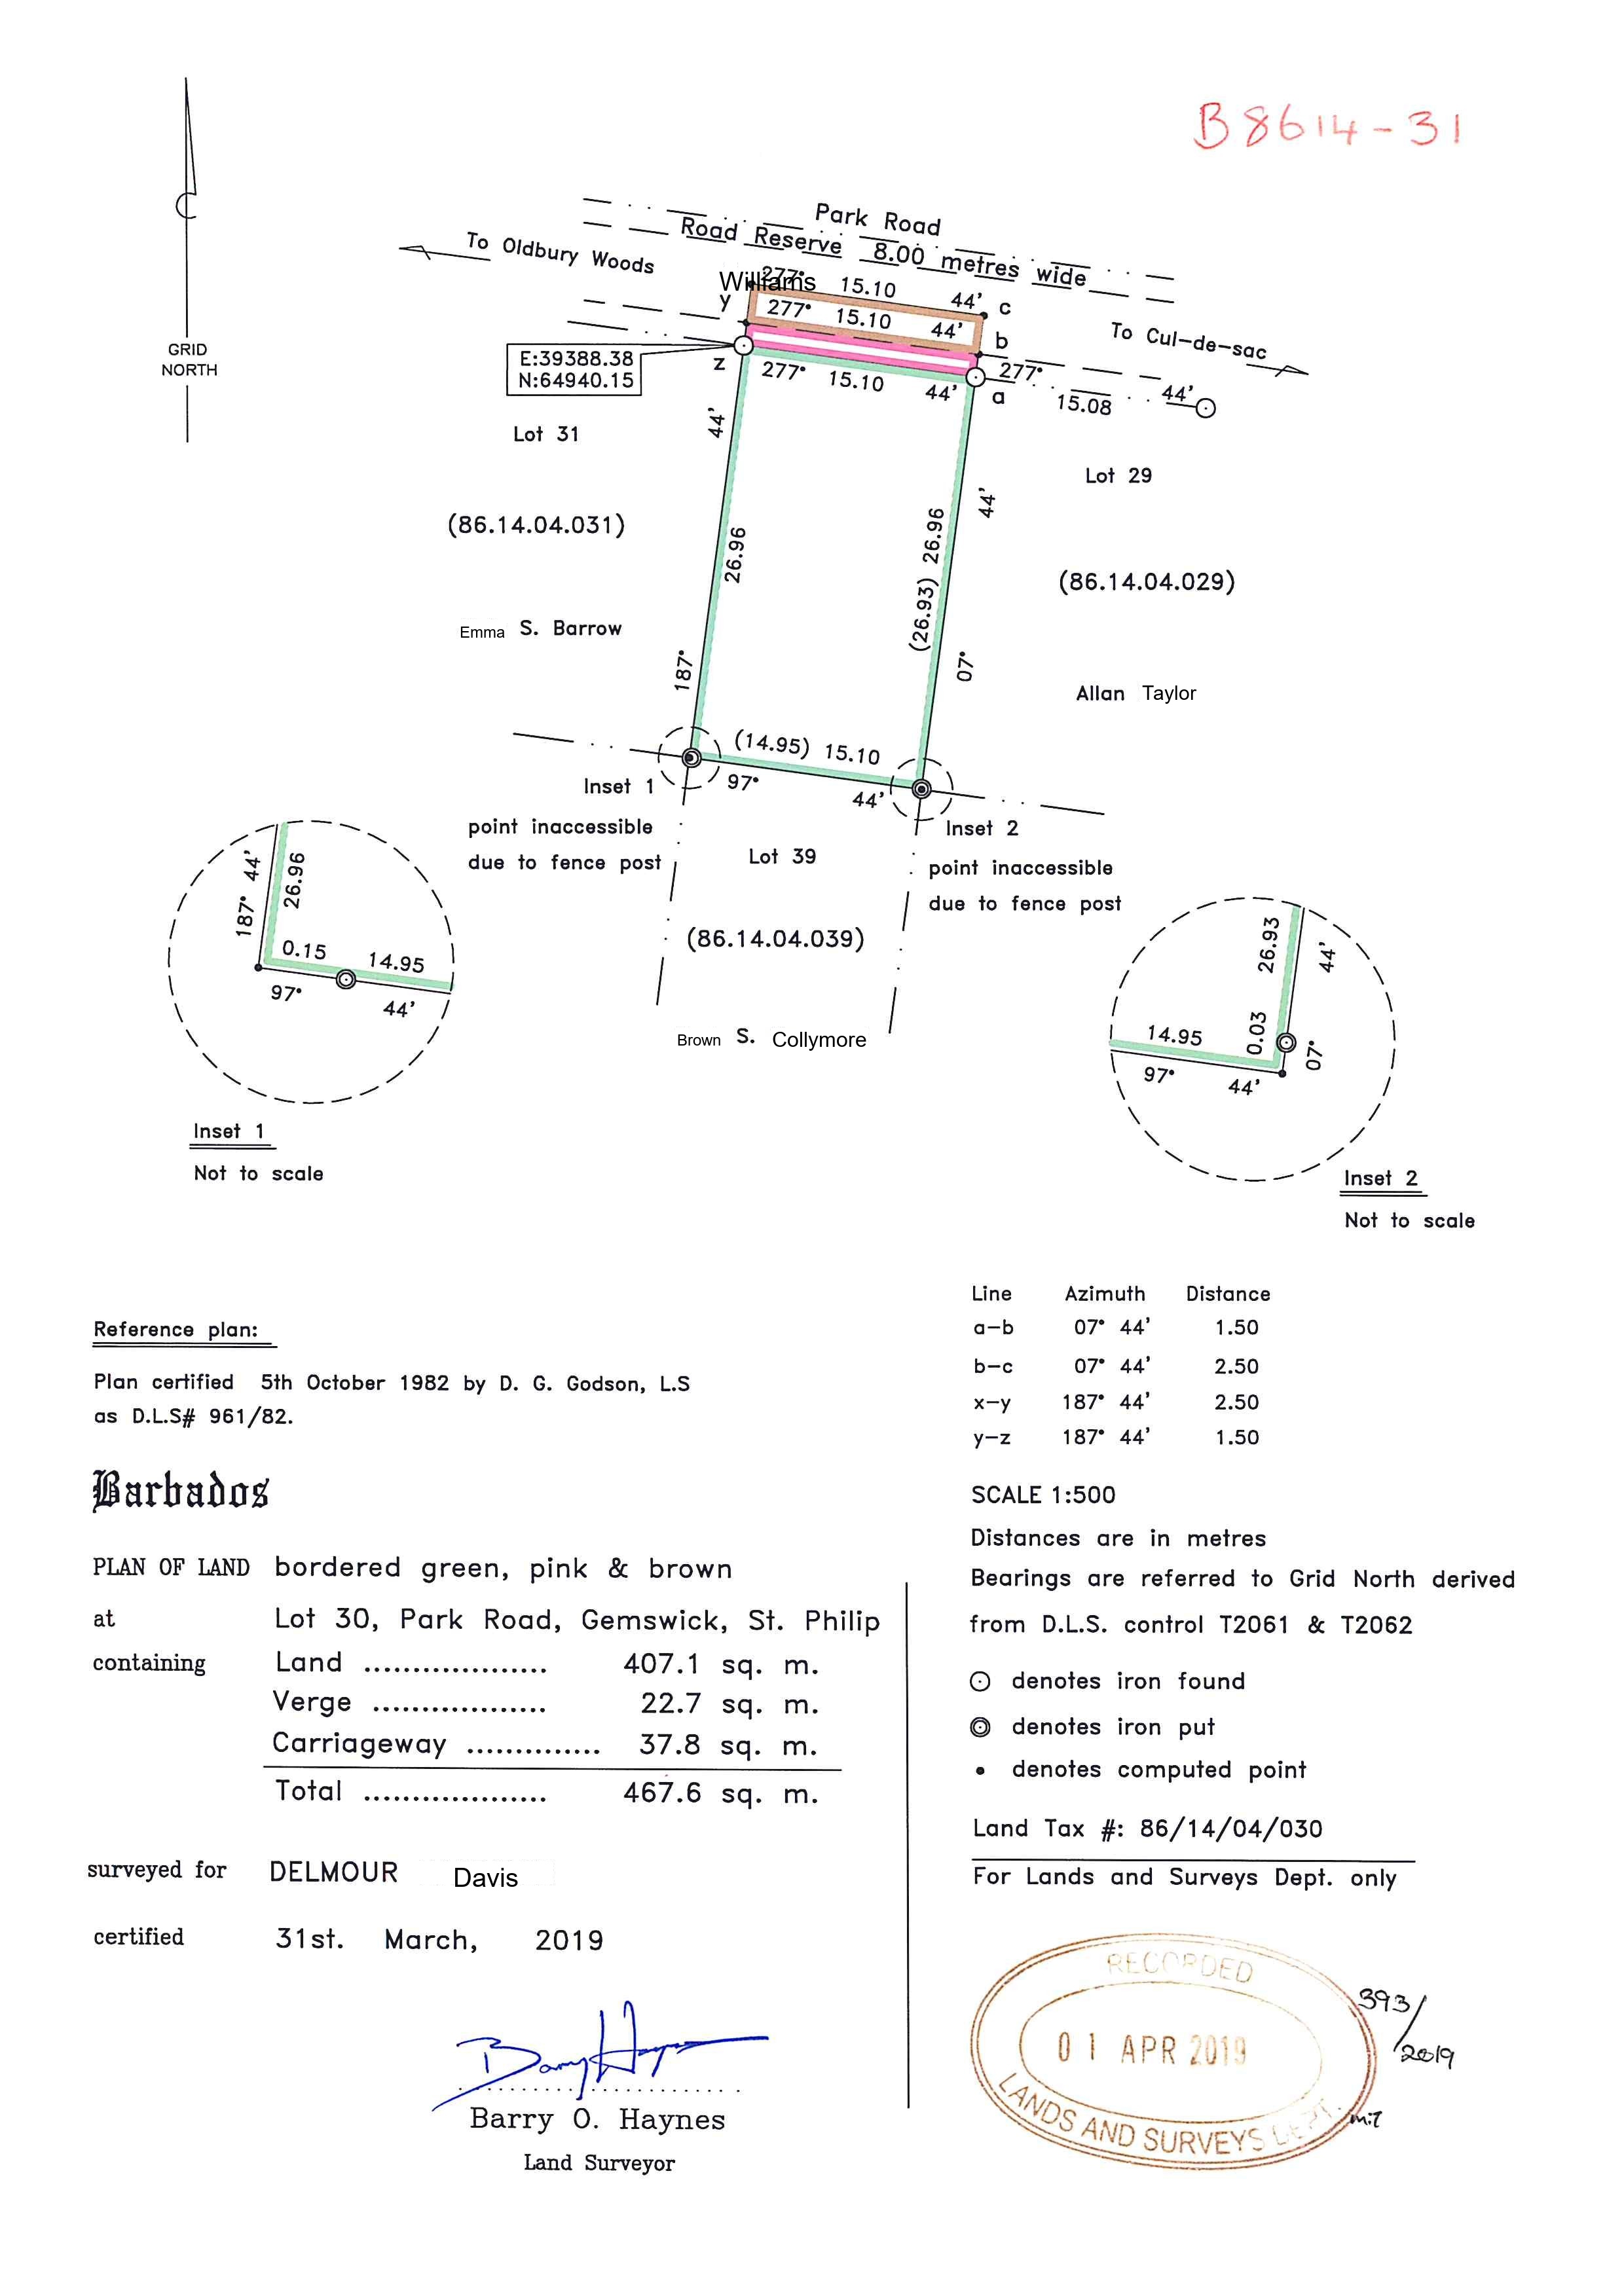 B8614-31
Park Road
Road Reserve 8.00 metres wide
To Oldbury Woods
To Cul-de-sac
GRID
NORTH
Williams
277° 15.10 44' c
y 277° 15.10 44' b
z 277° 15.10 44' a
277° 15.08 44'
E:39388.38
N:64940.15
Lot 31
(86.14.04.031)
Emma S. Barrow
44'
26.96
187°
(26.93) 26.96
44'
07°
Lot 29
(86.14.04.029)
Allan Taylor
(14.95) 15.10
97° 44'
Inset 1
point inaccessible
due to fence post
Inset 2
point inaccessible
due to fence post
Lot 39
(86.14.04.039)
Brown S. Collymore
187° 44'
26.96
0.15 14.95
97° 44'
Inset 1
Not to scale
26.93
44'
14.95 0.03
07°
97° 44'
Inset 2
Not to scale
Line Azimuth Distance
a-b 07° 44' 1.50
b-c 07° 44' 2.50
x-y 187° 44' 2.50
y-z 187° 44' 1.50
Reference plan:
Plan certified 5th October 1982 by D. G. Godson, L.S
as D.L.S# 961/82.
Barbados
PLAN OF LAND bordered green, pink & brown
at Lot 30, Park Road, Gemswick, St. Philip
containing Land ................... 407.1 sq. m.
Verge .................. 22.7 sq. m.
Carriageway .............. 37.8 sq. m.
Total ................... 467.6 sq. m.
surveyed for DELMOUR Davis
certified 31st. March, 2019
Barry Haynes
Barry O. Haynes
Land Surveyor
SCALE 1:500
Distances are in metres
Bearings are referred to Grid North derived
from D.L.S. control T2061 & T2062
denotes iron found
denotes iron put
denotes computed point
Land Tax #: 86/14/04/030
For Lands and Surveys Dept. only
RECORDED
01 APR 2019
LANDS AND SURVEYS DEPT.
393/
2019